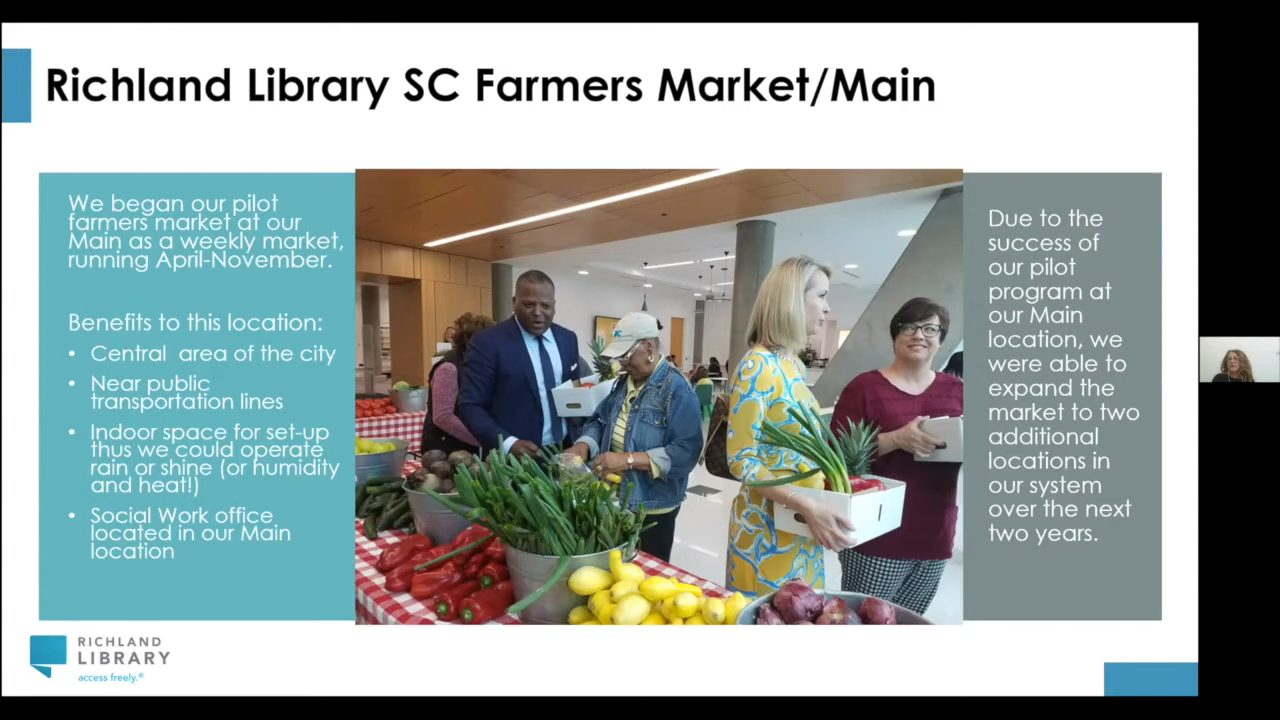 Richland Library SC Farmers Market/Main
We began our pilot
farmers market at our
Main as a weekly market,
running April-November.
Benefits to this location:
• Central area of the city
• Near public
transportation lines
• Indoor space for set-up
thus we could operate
rain or shine (or humidity
and heat!)
• Social Work office
located in our Main
location
Due to the
success of
our pilot
program at
our Main
location, we
were able to
expand the
market to two
additional
locations in
our system
over the next
two years.
RICHLAND
LIBRARY
access freely.®